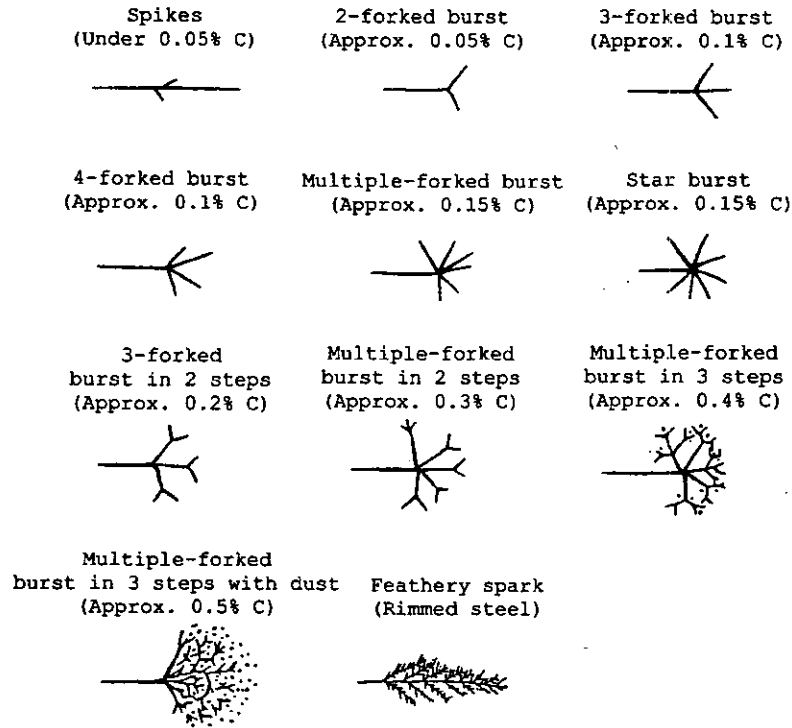 Spikes
(Under 0.05% C)
2-forked burst
(Approx. 0.05% C)
3-forked burst
(Approx. 0.1% C)
4-forked burst
(Approx. 0.1% C)
Multiple-forked burst
(Approx. 0.15% C)
Star burst
(Approx. 0.15% C)
3-forked
burst in 2 steps
(Approx. 0.2% C)
Multiple-forked
burst in 2 steps
(Approx. 0.3% C)
Multiple-forked
burst in 3 steps
(Approx. 0.4% C)
Multiple-forked
burst in 3 steps with dust
(Approx. 0.5% C)
Feathery spark
(Rimmed steel)